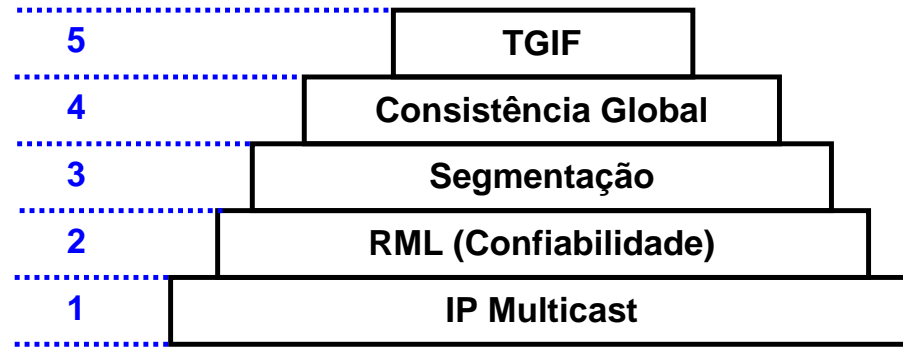 5 TGIF
4 Consistência Global
3 Segmentação
2 RML (Confiabilidade)
1 IP Multicast